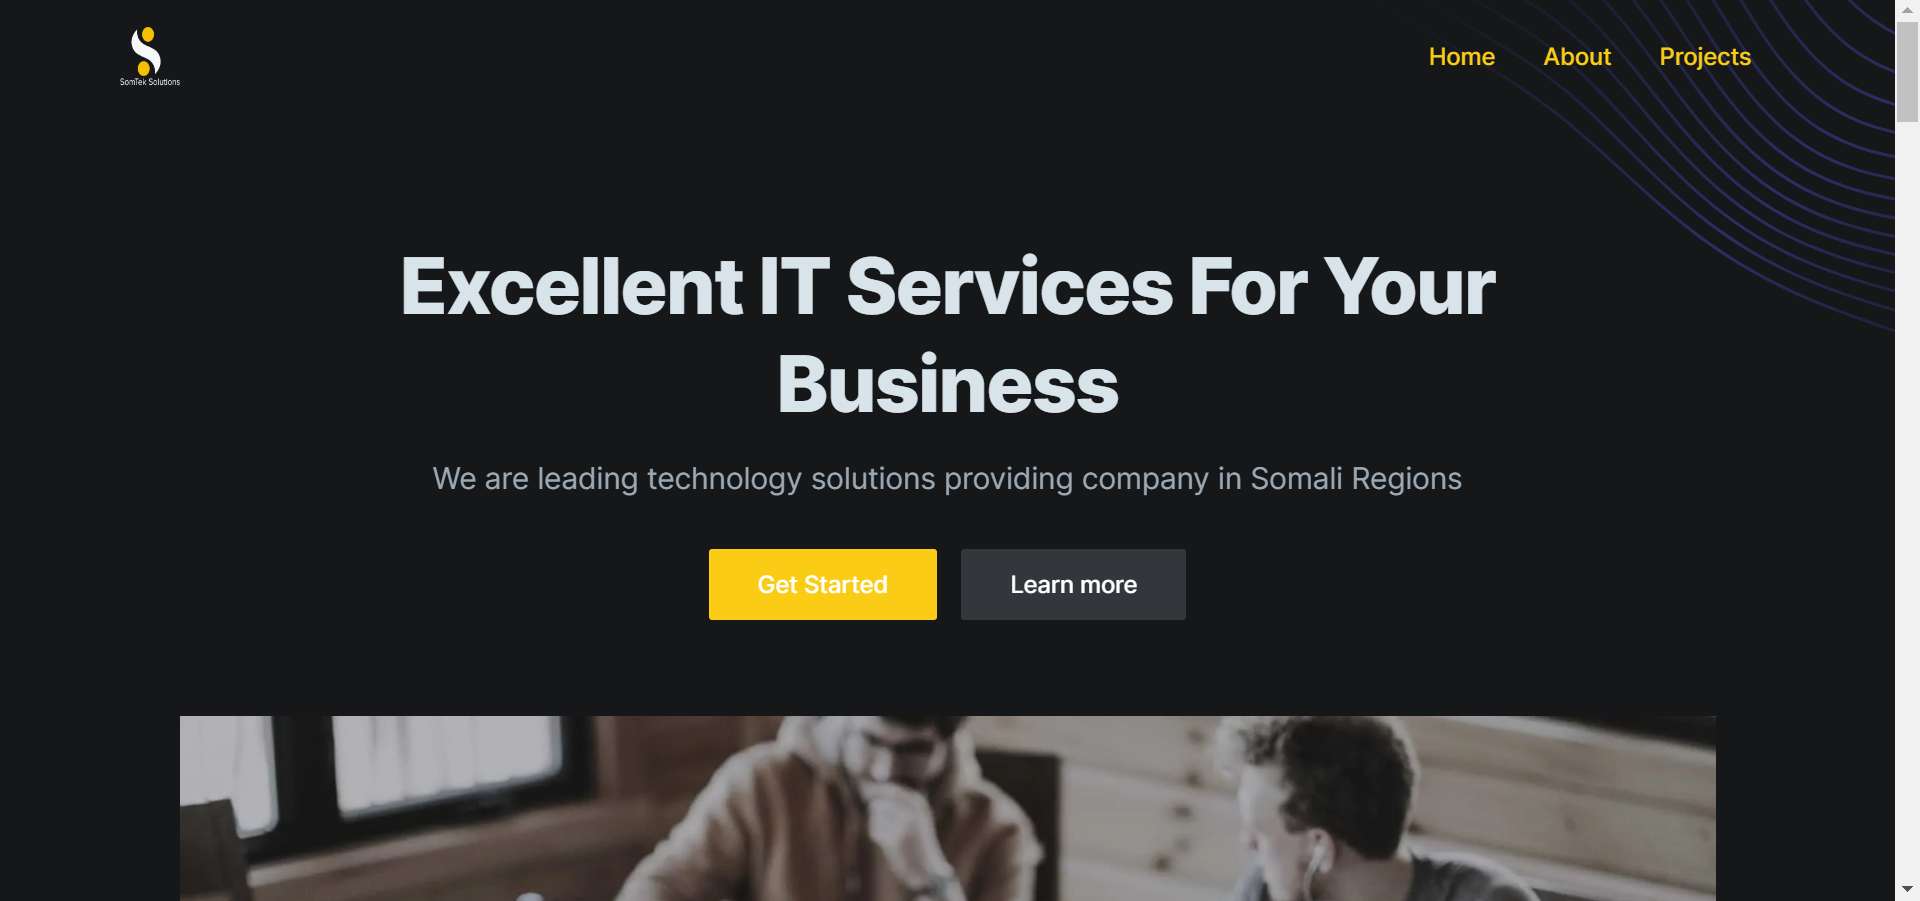 SomTek Solutions
Home
About
Projects
Excellent IT Services For Your
Business
We are leading technology solutions providing company in Somali Regions
Get Started
Learn more